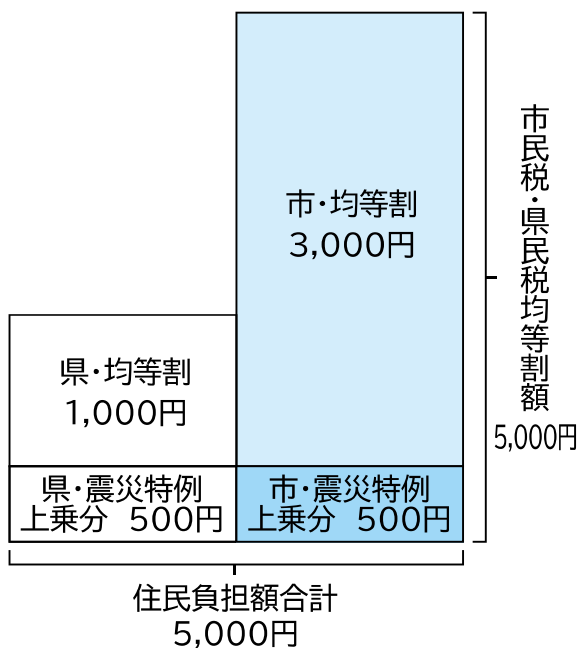 市・均等割
3,000円
県・均等割
1,000円
県・震災特例
上乗分 500円
市・震災特例
上乗分 500円
市民税・県民税均等割額
5,000円
住民負担額合計
5,000円